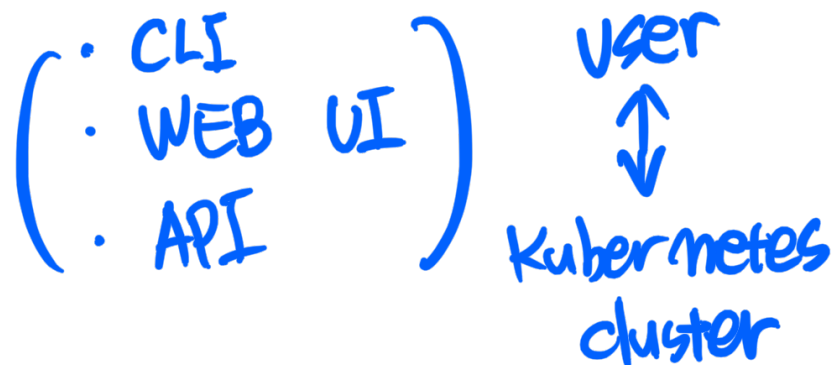 · CLI
· WEB UI
· API
user
Kubernetes
cluster